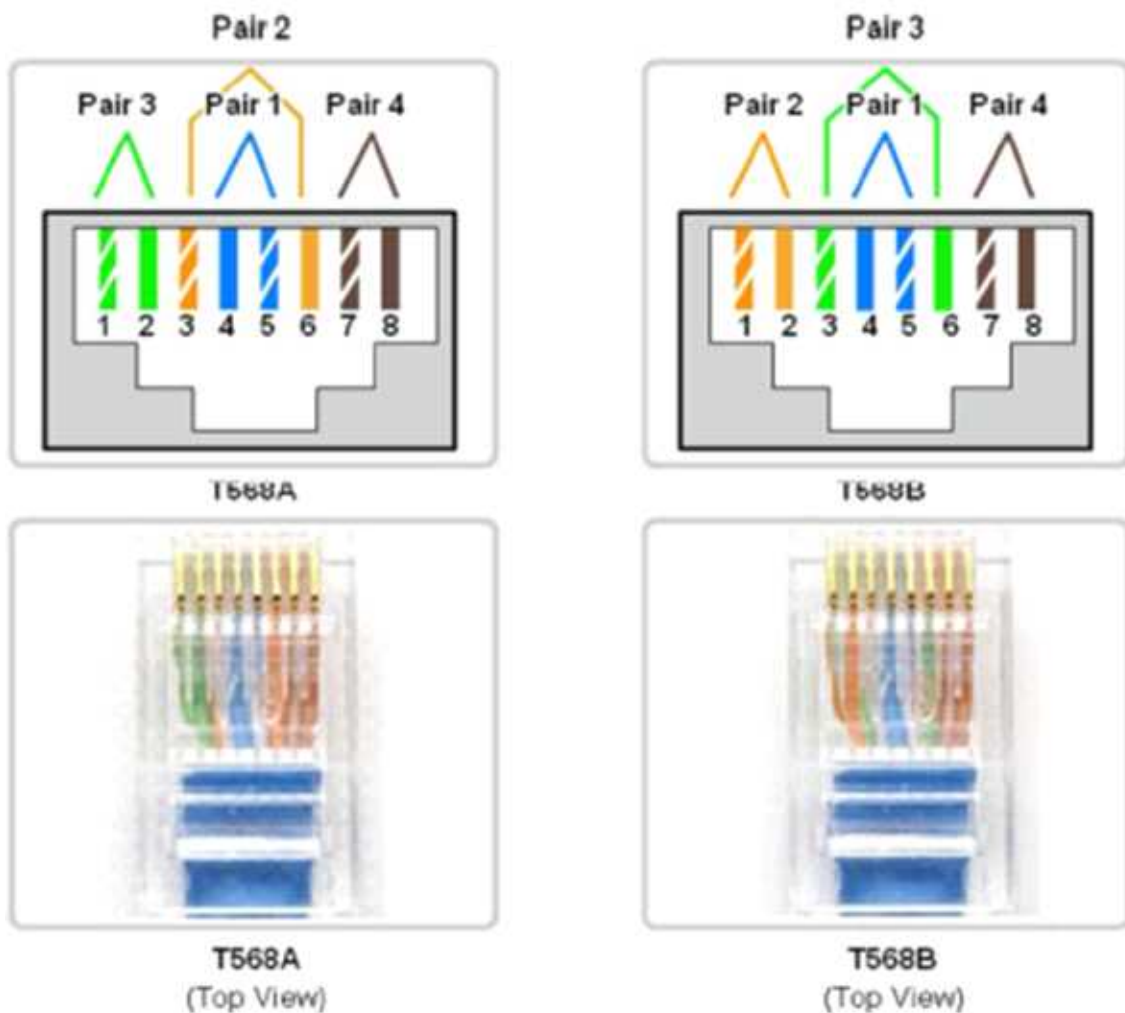 Pair 2
Pair 3 Pair 1 Pair 4
1 2 3 4 5 6 7 8
T568A
Pair 3
Pair 2 Pair 1 Pair 4
1 2 3 4 5 6 7 8
T568B
T568A
(Top View)
T568B
(Top View)